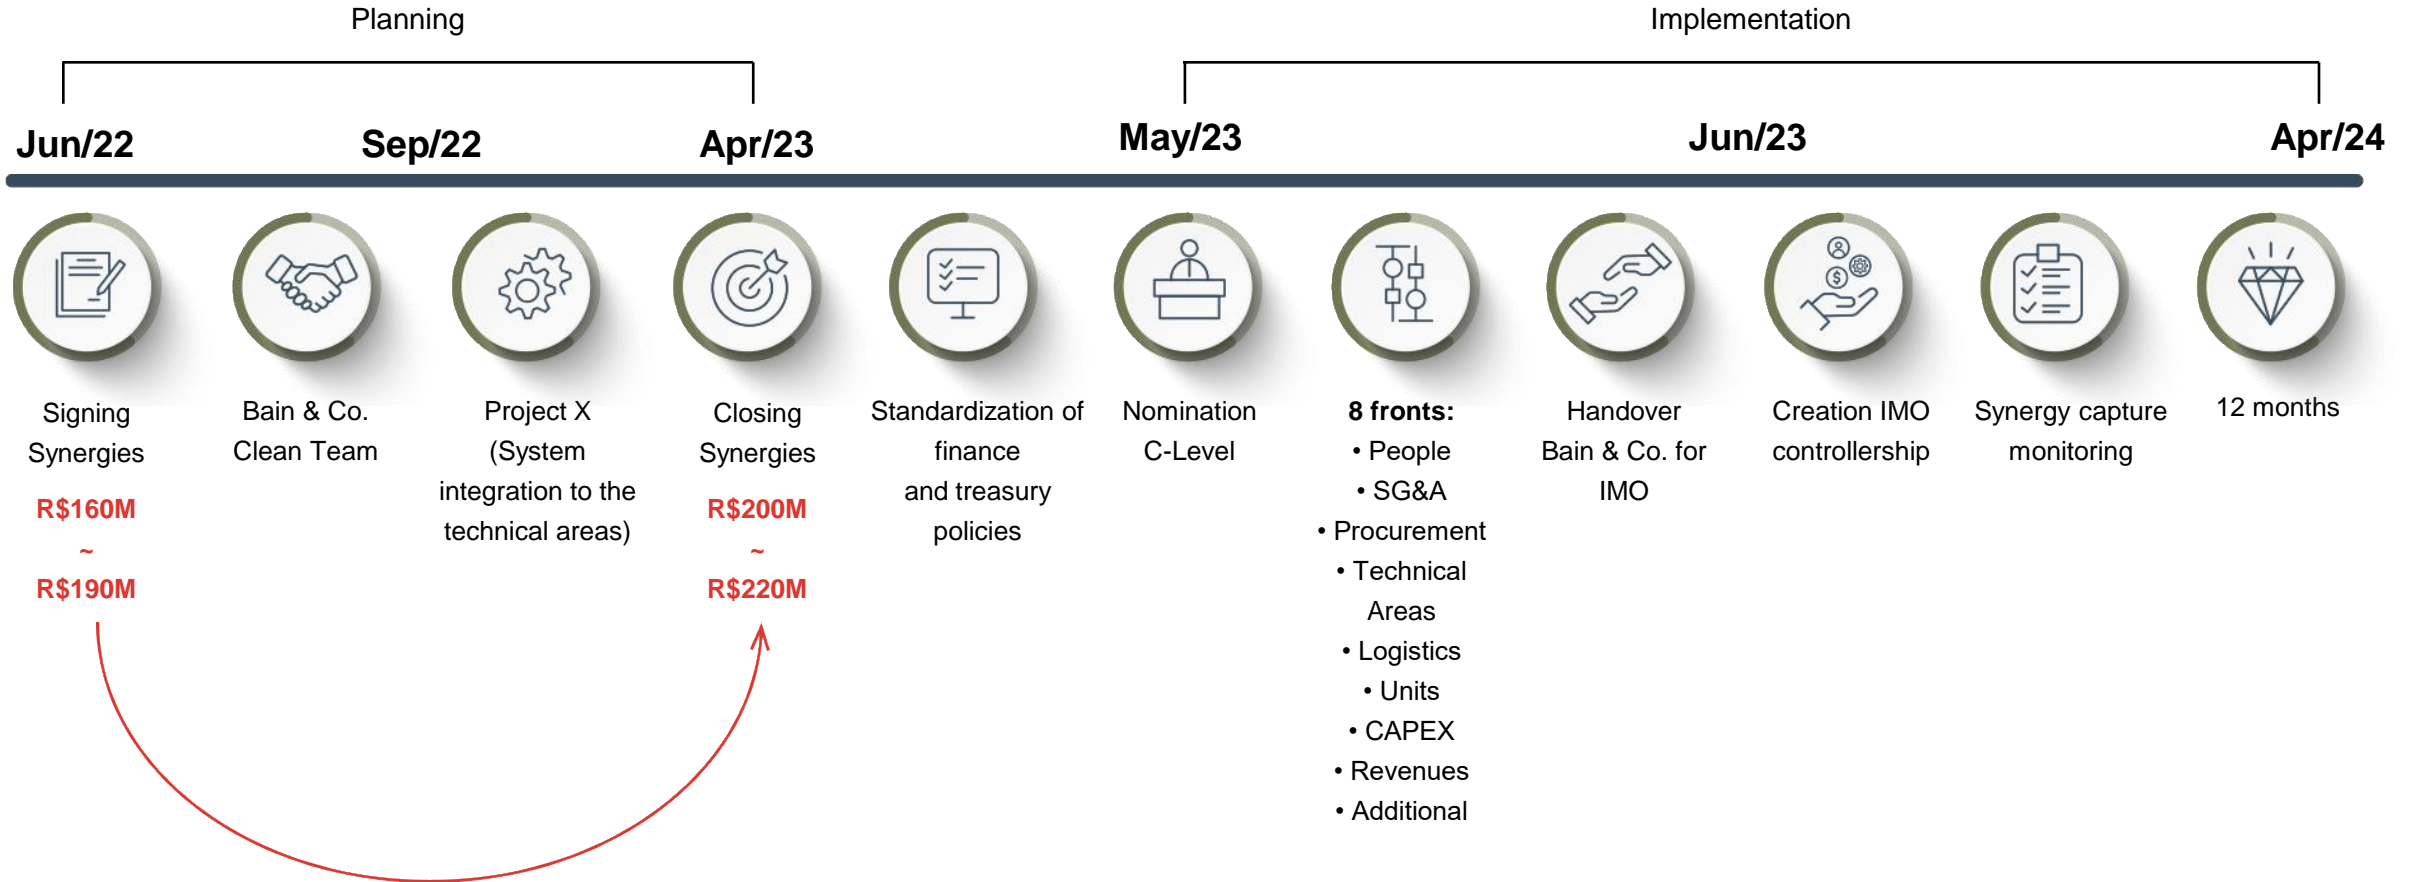 Planning
Implementation
Jun/22
Sep/22
Apr/23
May/23
Jun/23
Apr/24
Signing
Synergies
R$160M
~
R$190M
Bain & Co.
Clean Team
Project X
(System
integration to the
technical areas)
Closing
Synergies
R$200M
~
R$220M
Standardization of
finance
and treasury
policies
Nomination
C-Level
8 fronts:
• People
• SG&A
• Procurement
• Technical
Areas
• Logistics
• Units
• CAPEX
• Revenues
• Additional
Handover
Bain & Co. for
IMO
Creation IMO
controllership
Synergy capture
monitoring
12 months